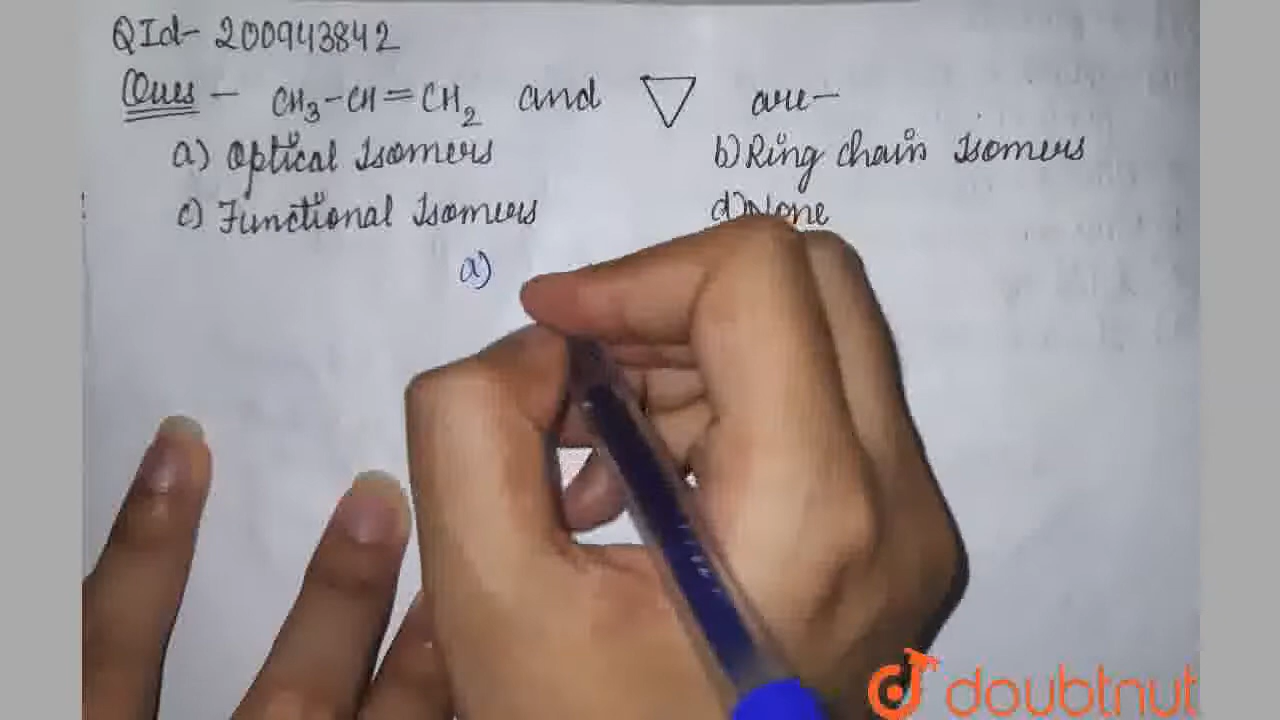 QId- 200943842
Ques - CH3-CH=CH2 and ▽ are-
a) Optical Isomers b) Ring chain Isomers
c) Functional Isomers d) None
a)
doubtnut